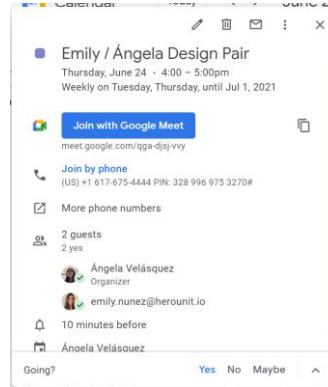 Calendar
Today
June 2
Emily / Ángela Design Pair
Thursday, June 24 · 4:00 – 5:00pm
Weekly on Tuesday, Thursday, until Jul 1, 2021
Join with Google Meet
meet.google.com/qga-djsj-vvy
Join by phone
(US) +1 617-675-4444 PIN: 328 996 975 3270#
More phone numbers
2 guests
2 yes
Ángela Velásquez
Organizer
emily.nunez@herounit.io
10 minutes before
Ángela Velásquez
Going?
Yes No Maybe